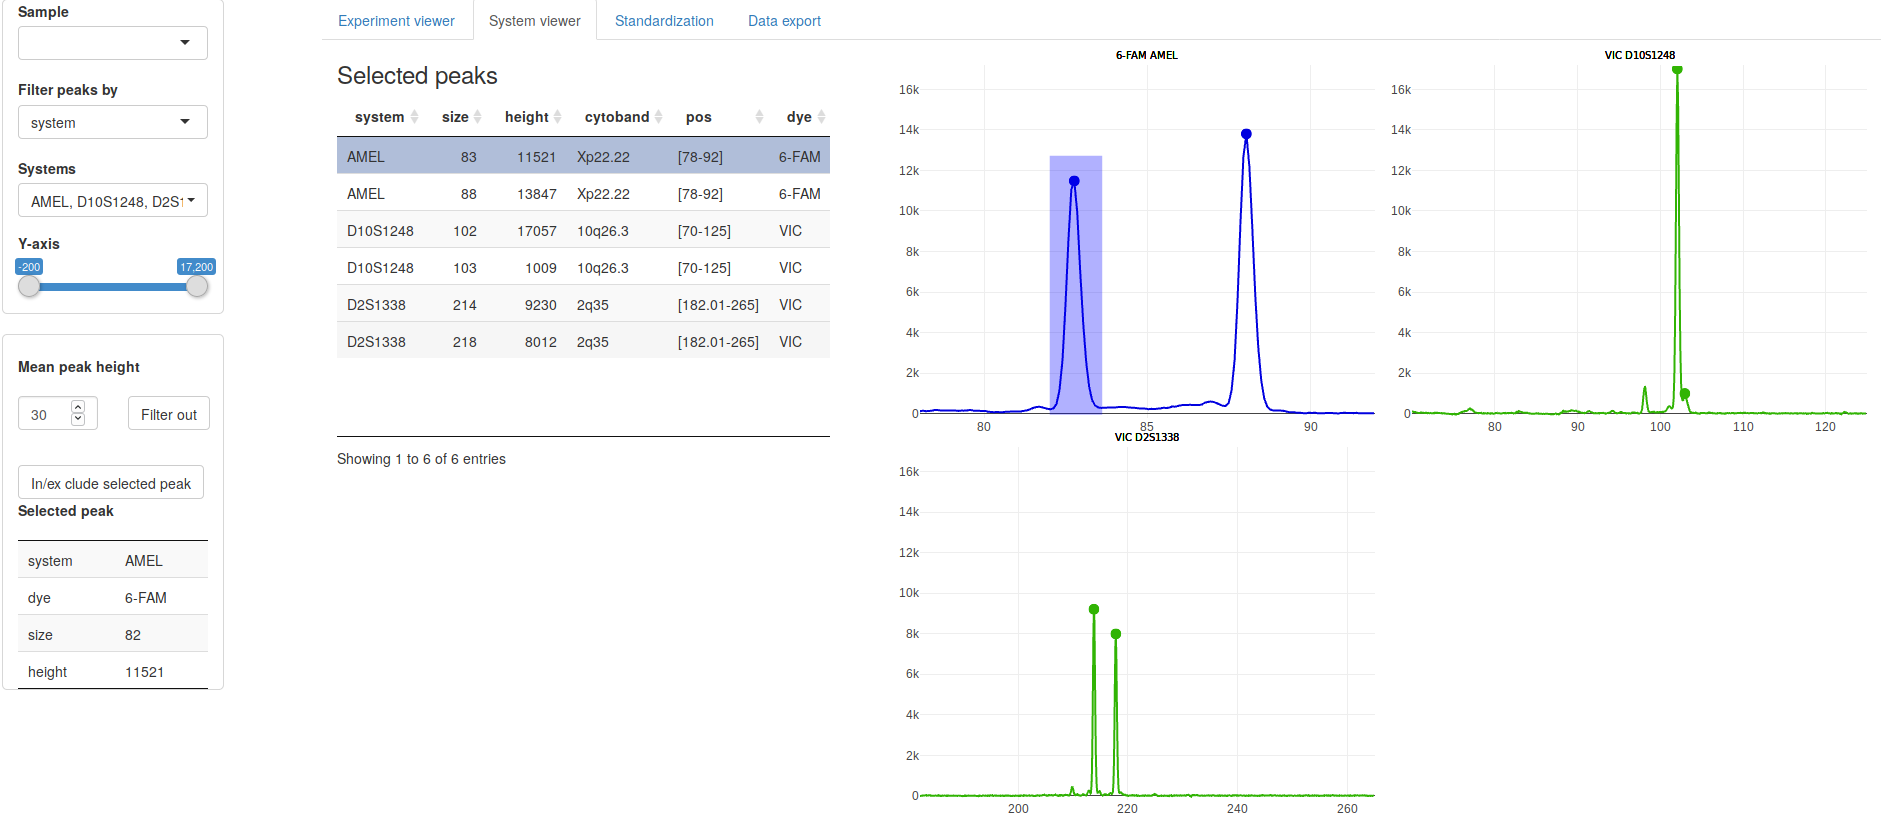 Sample
Filter peaks by
system
Systems
AMEL, D10S1248, D2S1
Y-axis
-200 17,200
Mean peak height
30 Filter out
In/ex clude selected peak
Selected peak
system AMEL
dye 6-FAM
size 82
height 11521
Experiment viewer System viewer Standardization Data export
Selected peaks
system size height cytoband pos dye
AMEL 83 11521 Xp22.22 [78-92] 6-FAM
AMEL 88 13847 Xp22.22 [78-92] 6-FAM
D10S1248 102 17057 10q26.3 [70-125] VIC
D10S1248 103 1009 10q26.3 [70-125] VIC
D2S1338 214 9230 2q35 [182.01-265] VIC
D2S1338 218 8012 2q35 [182.01-265] VIC
Showing 1 to 6 of 6 entries
6-FAM AMEL
16k
14k
12k
10k
8k
6k
4k
2k
0
80 85 90
VIC D10S1248
16k
14k
12k
10k
8k
6k
4k
2k
0
80 90 100 110 120
VIC D2S1338
16k
14k
12k
10k
8k
6k
4k
2k
0
200 220 240 260